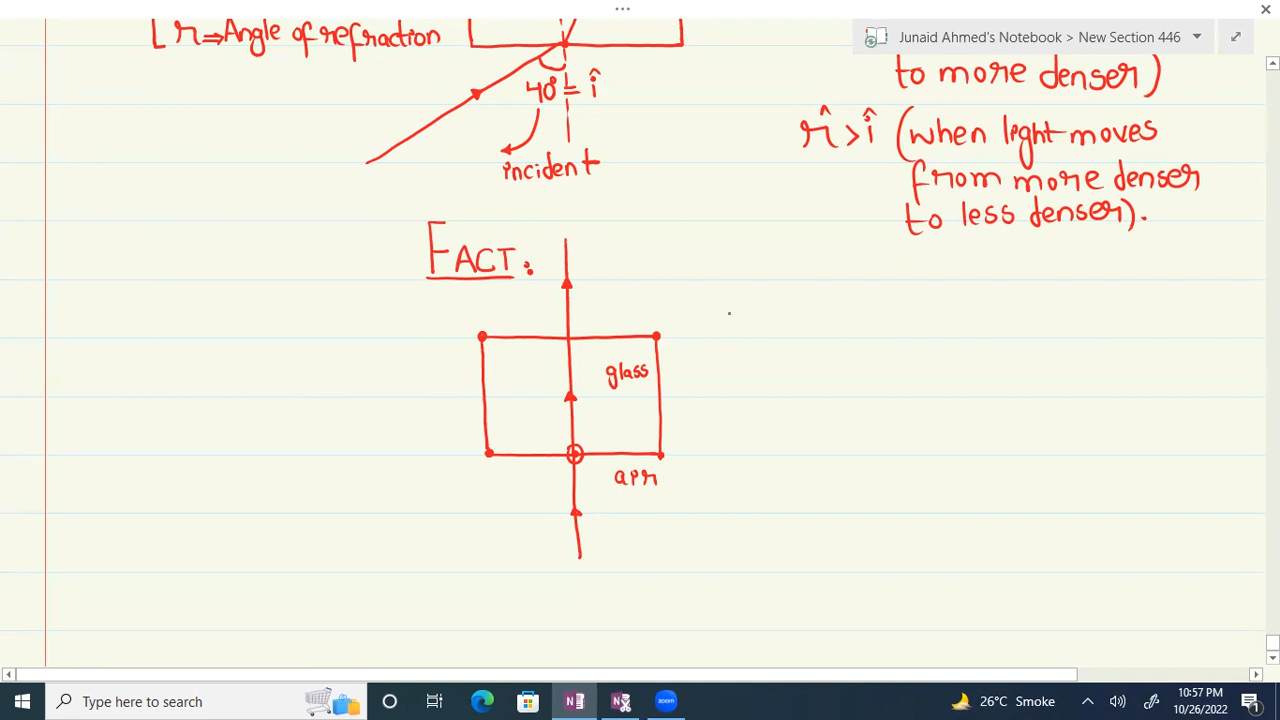 ...
Junaid Ahmed's Notebook > New Section 446
r ⇒ Angle of refraction
to more denser)
40° = î
r̂ > î (when light moves
from more denser
to less denser).
incident
FACT:
glass
air
Type here to search
zoom
26°C Smoke
10:57 PM
10/26/2022
1